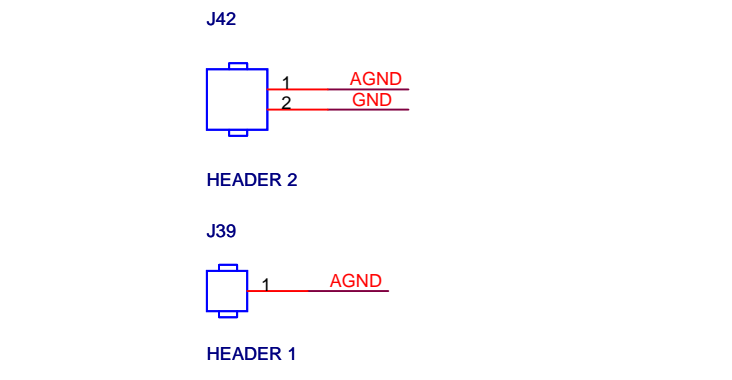 J42
1 AGND
2 GND
HEADER 2
J39
1 AGND
HEADER 1